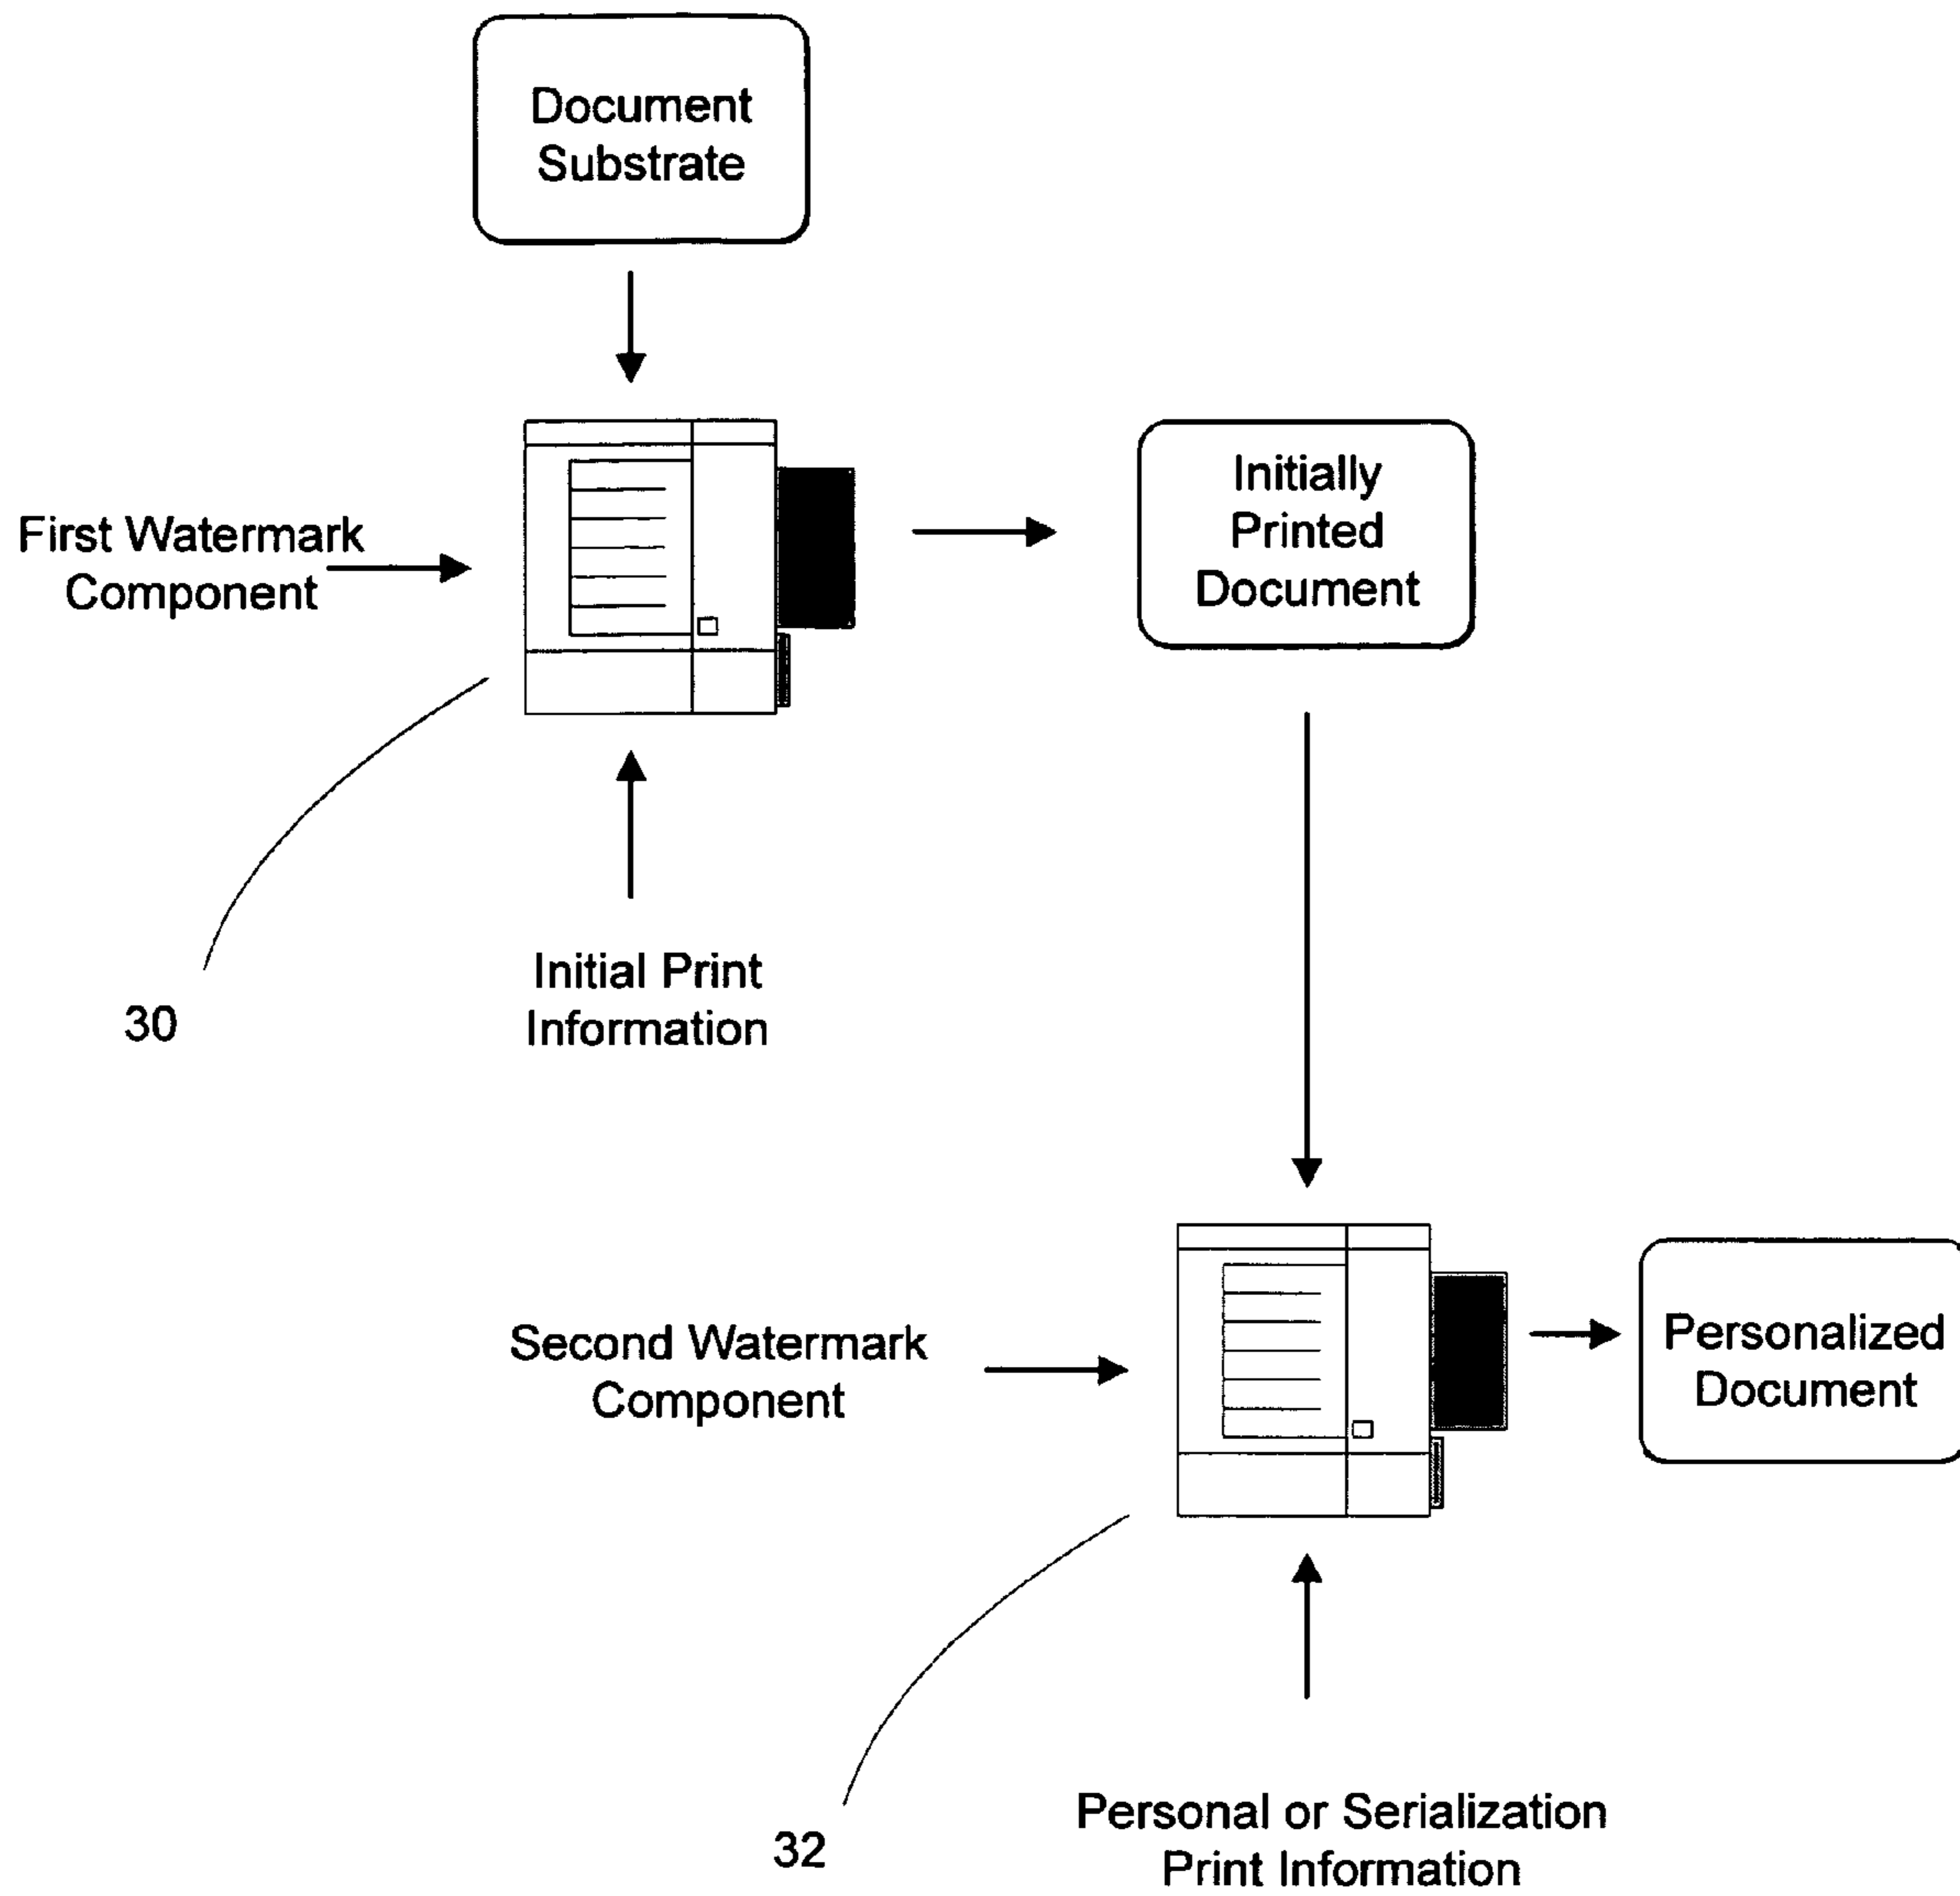 Document
Substrate
First Watermark
Component
Initially
Printed
Document
30
Initial Print
Information
Second Watermark
Component
Personalized
Document
32
Personal or Serialization
Print Information